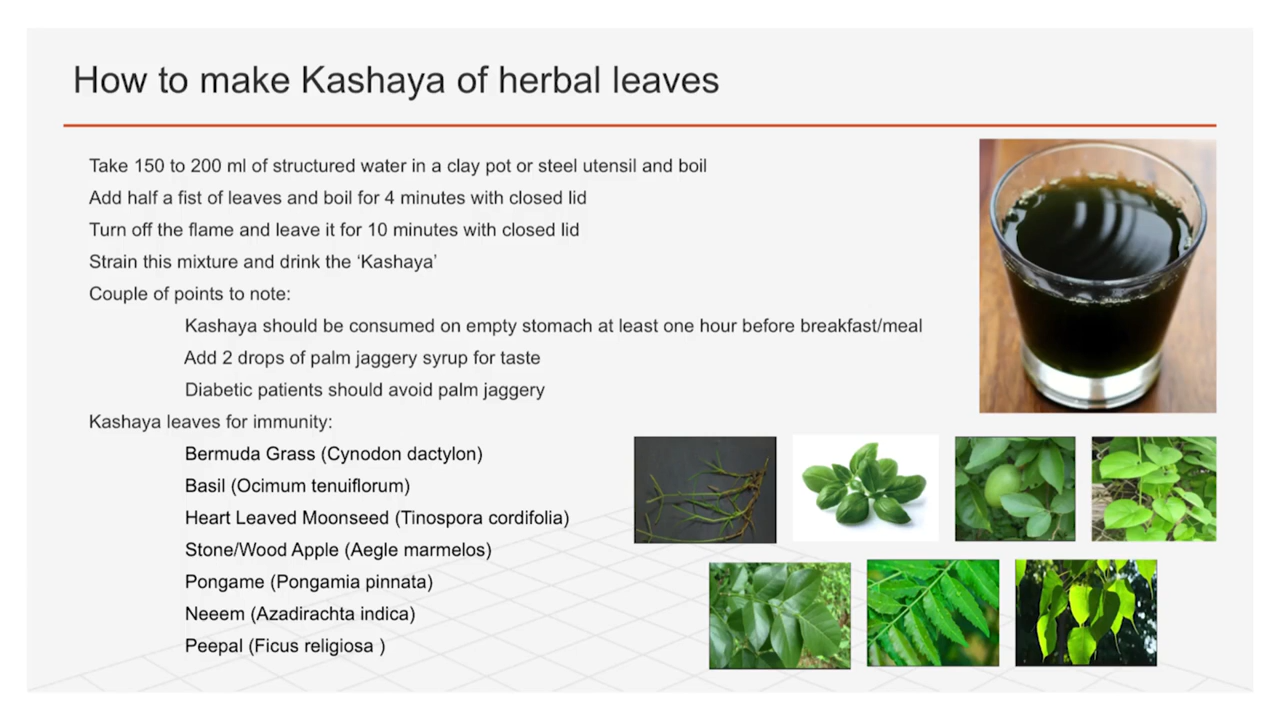 How to make Kashaya of herbal leaves
Take 150 to 200 ml of structured water in a clay pot or steel utensil and boil
Add half a fist of leaves and boil for 4 minutes with closed lid
Turn off the flame and leave it for 10 minutes with closed lid
Strain this mixture and drink the ‘Kashaya’
Couple of points to note:
Kashaya should be consumed on empty stomach at least one hour before breakfast/meal
Add 2 drops of palm jaggery syrup for taste
Diabetic patients should avoid palm jaggery
Kashaya leaves for immunity:
Bermuda Grass (Cynodon dactylon)
Basil (Ocimum tenuiflorum)
Heart Leaved Moonseed (Tinospora cordifolia)
Stone/Wood Apple (Aegle marmelos)
Pongame (Pongamia pinnata)
Neeem (Azadirachta indica)
Peepal (Ficus religiosa )